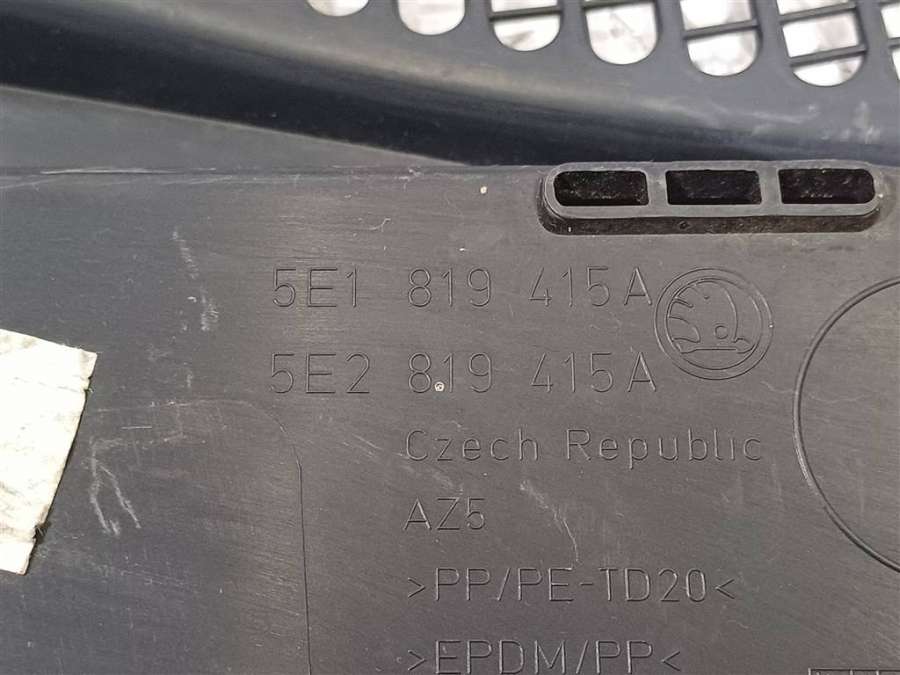 5E1 819 415A
5E2 819 415A
Czech Republic
AZ5
>PP/PE-TD20<
>EPDM/PP<